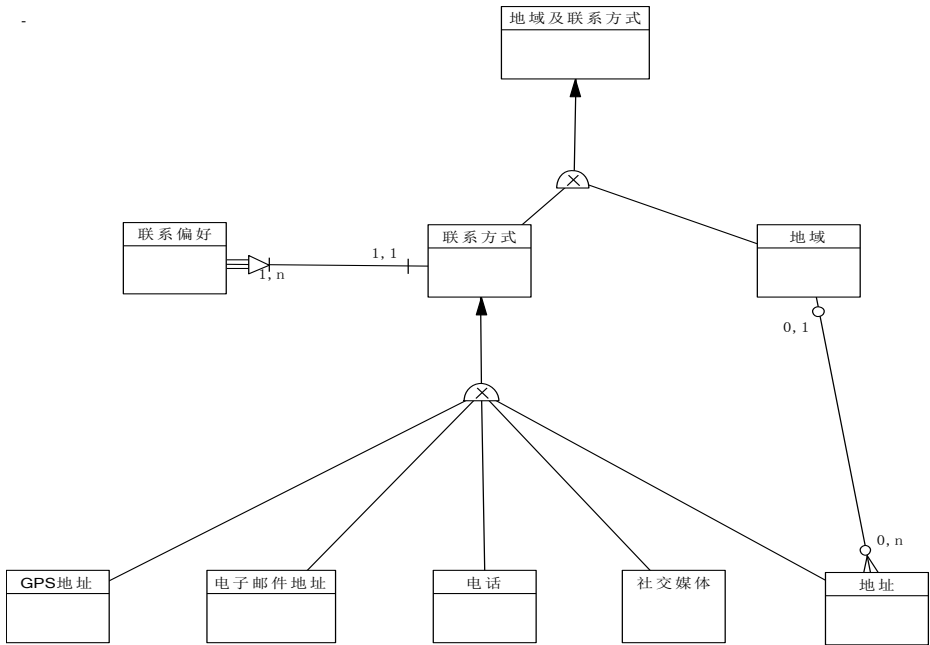 -
地域及联系方式
联系偏好
联系方式
地域
1,1
1,n
0,1
0,n
GPS地址
电子邮件地址
电话
社交媒体
地址